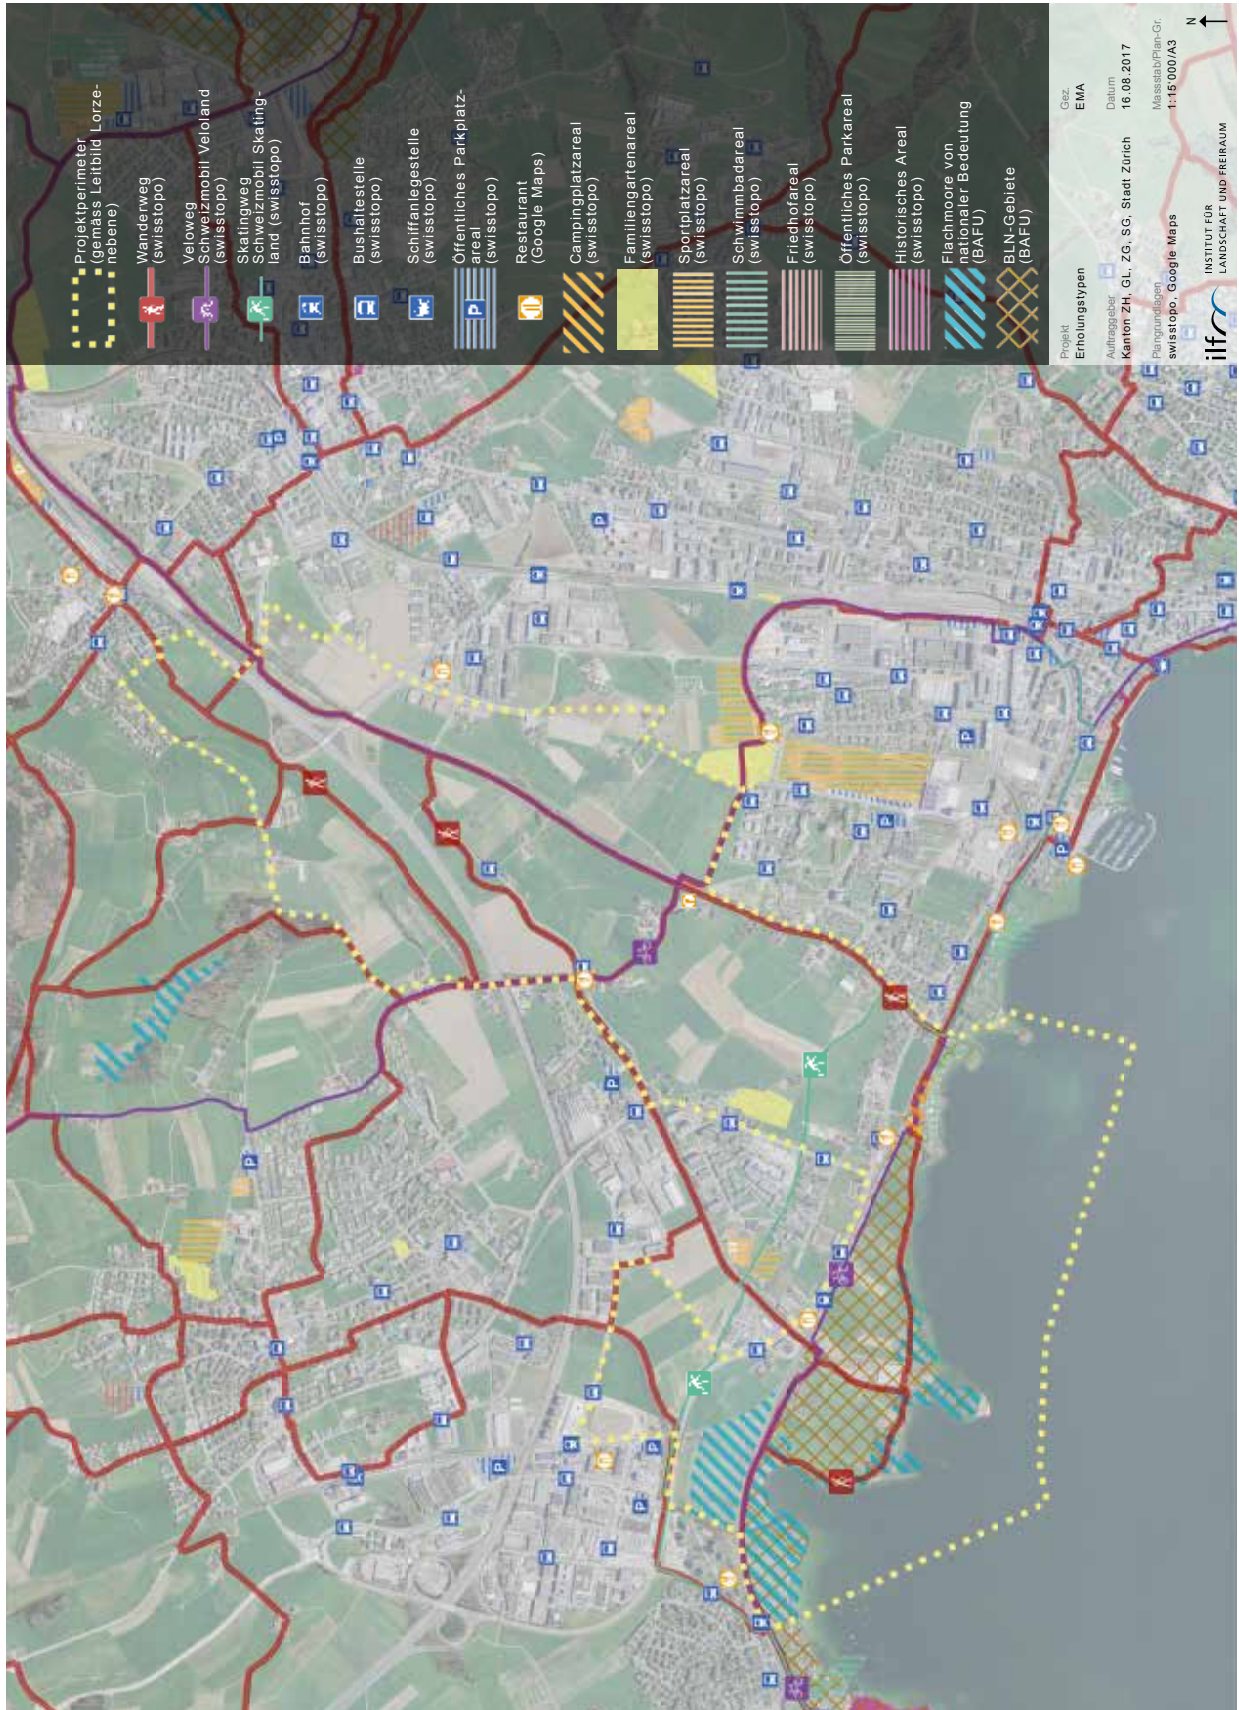 Projektperimeter
(gemäss Leitbild Lorze-
nebene)
Wanderweg
(swisstopo)
Veloweg
Schweizmobil Veloland
(swisstopo)
Skatingweg
Schweizmobil Skating-
land (swisstopo)
Bahnhof
(swisstopo)
Bushaltestelle
(swisstopo)
Schiffanlegestelle
(swisstopo)
Öffentliches Parkplatz-
areal
(swisstopo)
Restaurant
(Google Maps)
Campingplatzareal
(swisstopo)
Familiengartenareal
(swisstopo)
Sportplatzareal
(swisstopo)
Schwimmbadareal
(swisstopo)
Friedhofareal
(swisstopo)
Öffentliches Parkareal
(swisstopo)
Historisches Areal
(swisstopo)
Flachmoore von
nationaler Bedeutung
(BAFU)
BLN-Gebiete
(BAFU)
Projekt
Erholungstypen
Gez.
EMA
Auftraggeber
Kanton ZH, GL, ZG, SG, Stadt Zürich
Datum
16.08.2017
Plangrundlagen
swisstopo, Google Maps
Massstab/Plan-Gr.
1:15'000/A3
ilf
INSTITUT FÜR
LANDSCHAFT UND FREIRAUM
N